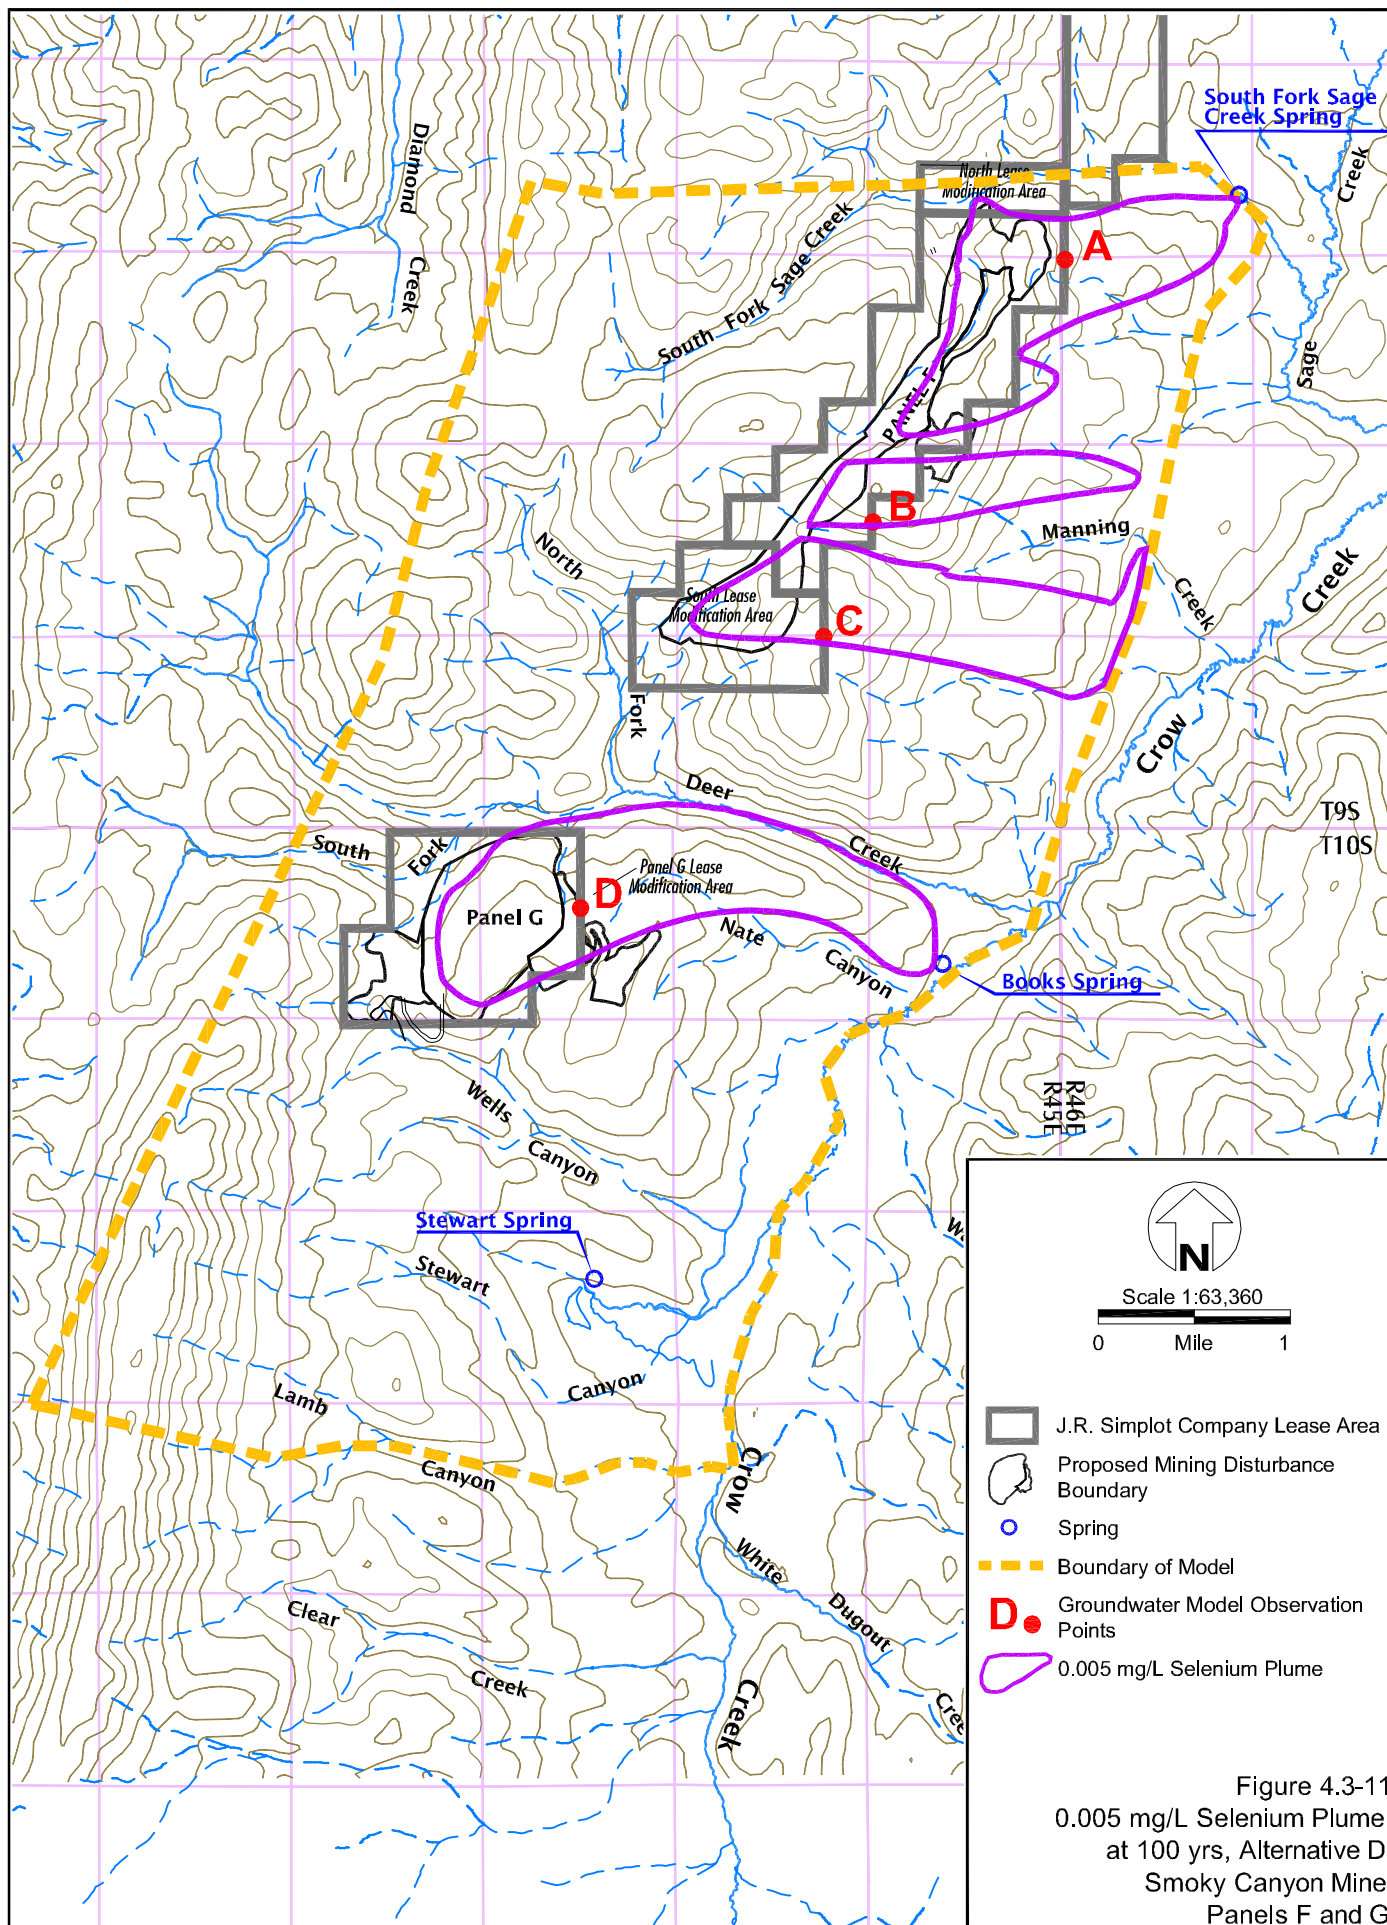 South Fork Sage
Creek Spring
Diamond
Creek
North Lease
Modification Area
Creek
A
South Fork Sage Creek
Sage
PANEL F
B
Manning
North
Creek
Creek
South Lease
Modification Area
C
Fork
Crow
Deer
T9S
T10S
South
Fork
Creek
Panel G Lease
Modification Area
D
Panel G
Nate
Canyon
Books Spring
R46E
R45E
Wells
Canyon
Stewart Spring
Stewart
Canyon
Lamb
Canyon
Crow
White
Dugout
Clear
Creek
Creek
N
Scale 1:63,360
0 Mile 1
J.R. Simplot Company Lease Area
Proposed Mining Disturbance
Boundary
Spring
Boundary of Model
D
Groundwater Model Observation
Points
0.005 mg/L Selenium Plume
Figure 4.3-11
0.005 mg/L Selenium Plume
at 100 yrs, Alternative D
Smoky Canyon Mine
Panels F and G